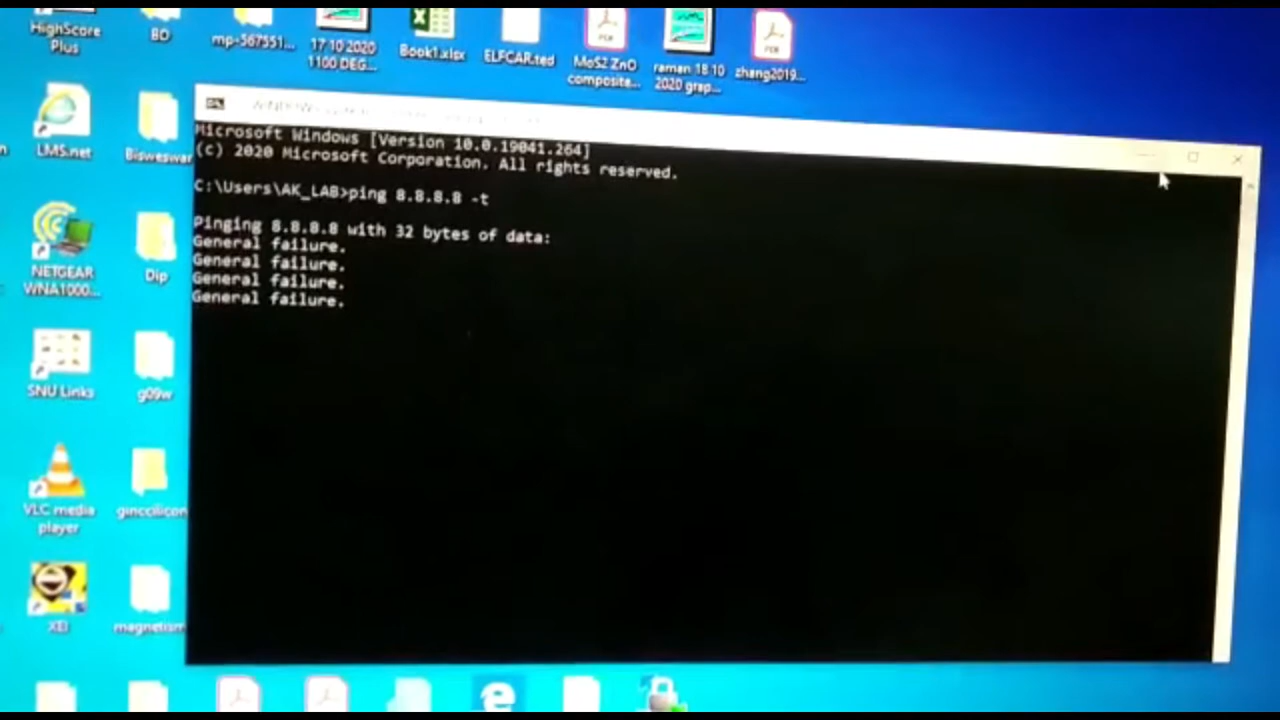 HighScore
Plus
BO
mp-567551...
17 10 2020
1100 DEG...
Book1.xlsx
ELFCAR.ted
MoS2 ZnO
composite...
raman 18 10
2020 grap...
zhang2019...
LMS.net
Bisweswar
NETGEAR
WNA1000...
Dip
SNU Links
g09w
VLC media
player
ginccilicon
XEI
magnetism
Microsoft Windows [Version 10.0.19041.264]
(c) 2020 Microsoft Corporation. All rights reserved.
C:\Users\AK_LAB>ping 8.8.8.8 -t
Pinging 8.8.8.8 with 32 bytes of data:
General failure.
General failure.
General failure.
General failure.